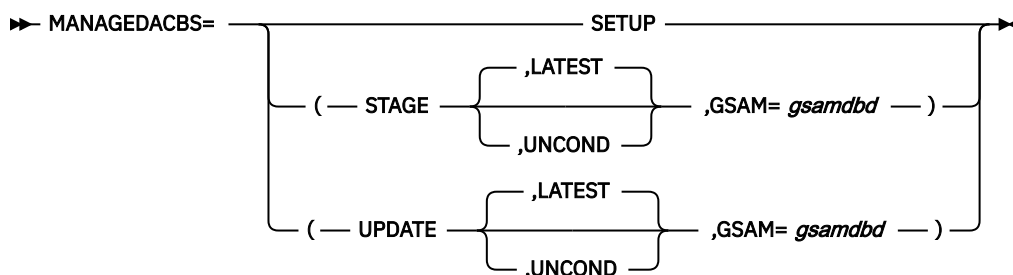 MANAGEDACBS= SETUP
,LATEST
( STAGE ,GSAM= gsamdbd )
,UNCOND
,LATEST
( UPDATE ,GSAM= gsamdbd )
,UNCOND